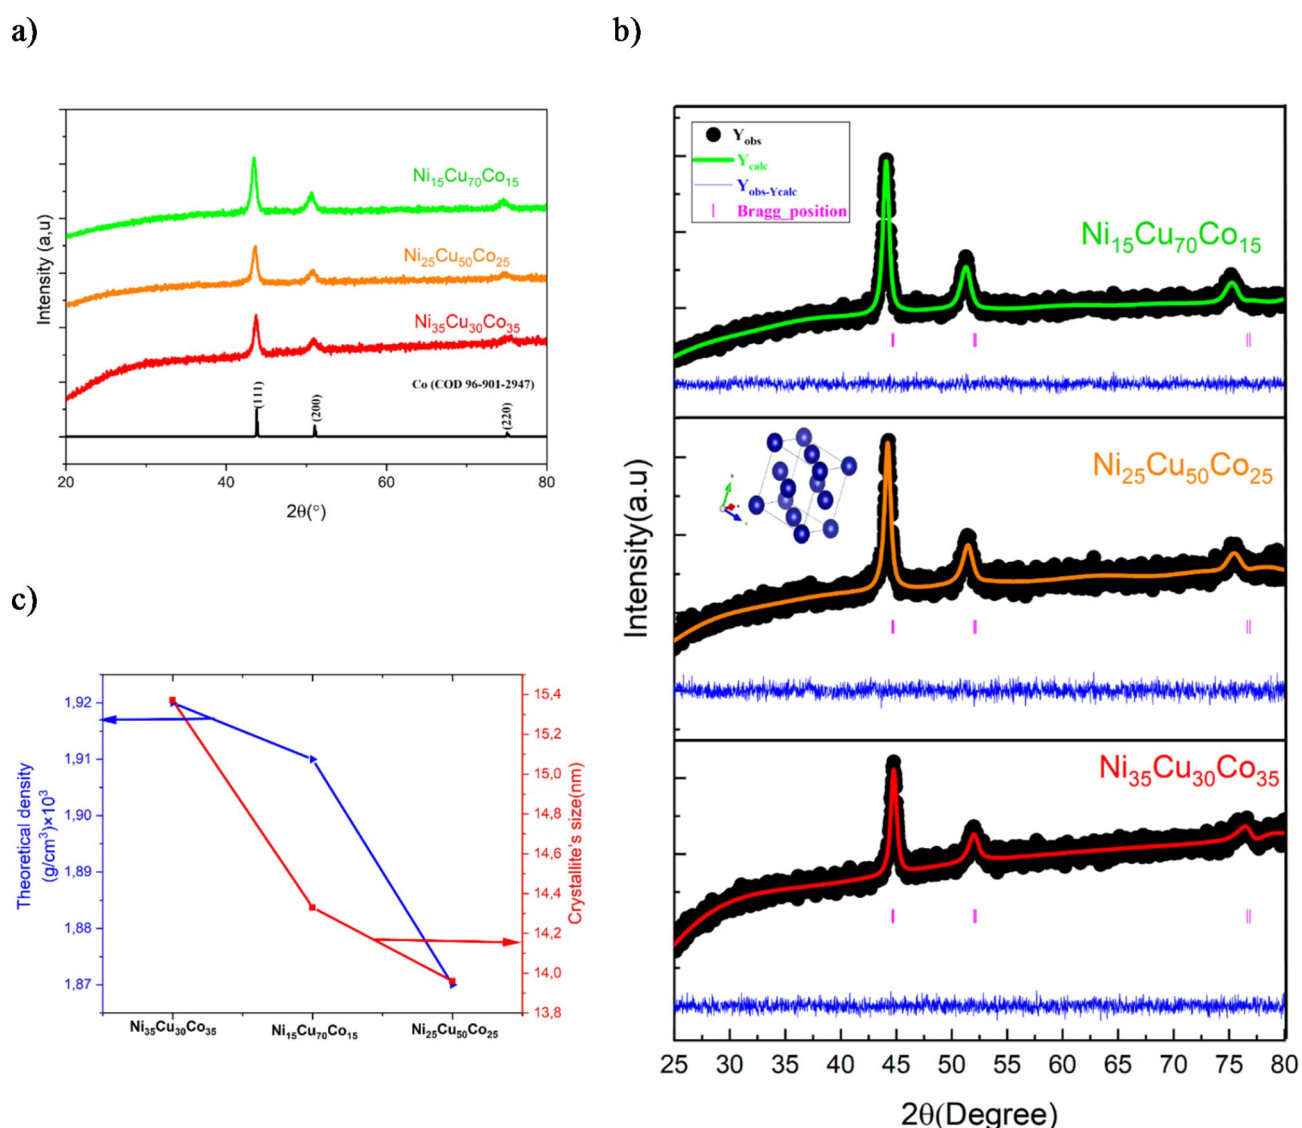 a)
Ni15Cu70Co15
Ni25Cu50Co25
Ni35Cu30Co35
Co (COD 96-901-2947)
(111)
(200)
(220)
Intensity (a,u)
20 40 60 80
2θ(°)
b)
Yobs
Ycalc
Yobs-Ycalc
Bragg_position
Ni15Cu70Co15
Ni25Cu50Co25
Ni35Cu30Co35
Intensity(a.u)
25 30 35 40 45 50 55 60 65 70 75 80
2θ(Degree)
c)
Theoretical density
(g/cm³)×10³
1,92
1,91
1,90
1,89
1,88
1,87
15,4
15,2
15,0
14,8
14,6
14,4
14,2
14,0
13,8
Crystallite's size(nm)
Ni35Cu30Co35 Ni15Cu70Co15 Ni25Cu50Co25